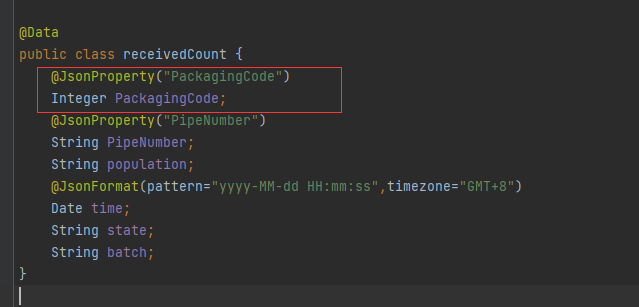 @Data
public class receivedCount {
@JsonProperty("PackagingCode")
Integer PackagingCode;
@JsonProperty("PipeNumber")
String PipeNumber;
String population;
@JsonFormat(pattern="yyyy-MM-dd HH:mm:ss",timezone="GMT+8")
Date time;
String state;
String batch;
}